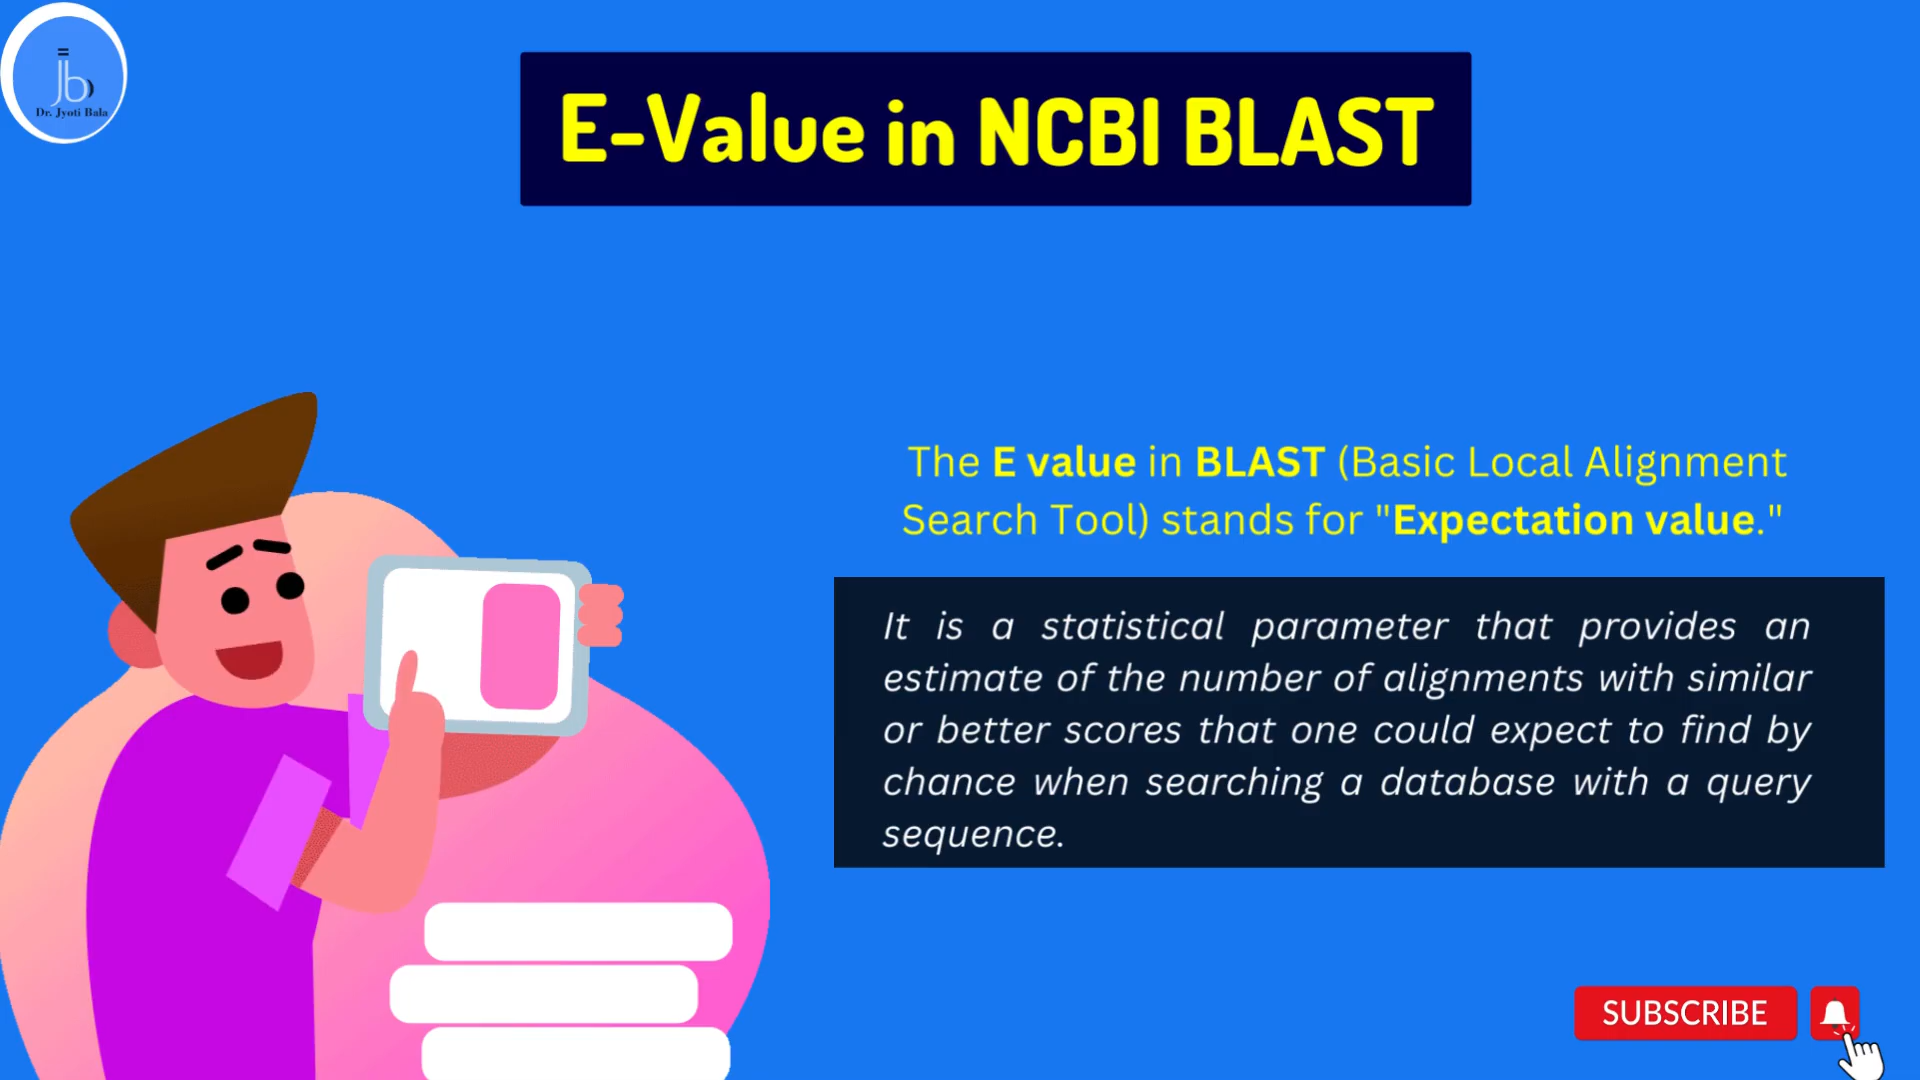 Dr. Jyoti Bala
E-Value in NCBI BLAST
The E value in BLAST (Basic Local Alignment
Search Tool) stands for "Expectation value."
It is a statistical parameter that provides an
estimate of the number of alignments with similar
or better scores that one could expect to find by
chance when searching a database with a query
sequence.
SUBSCRIBE